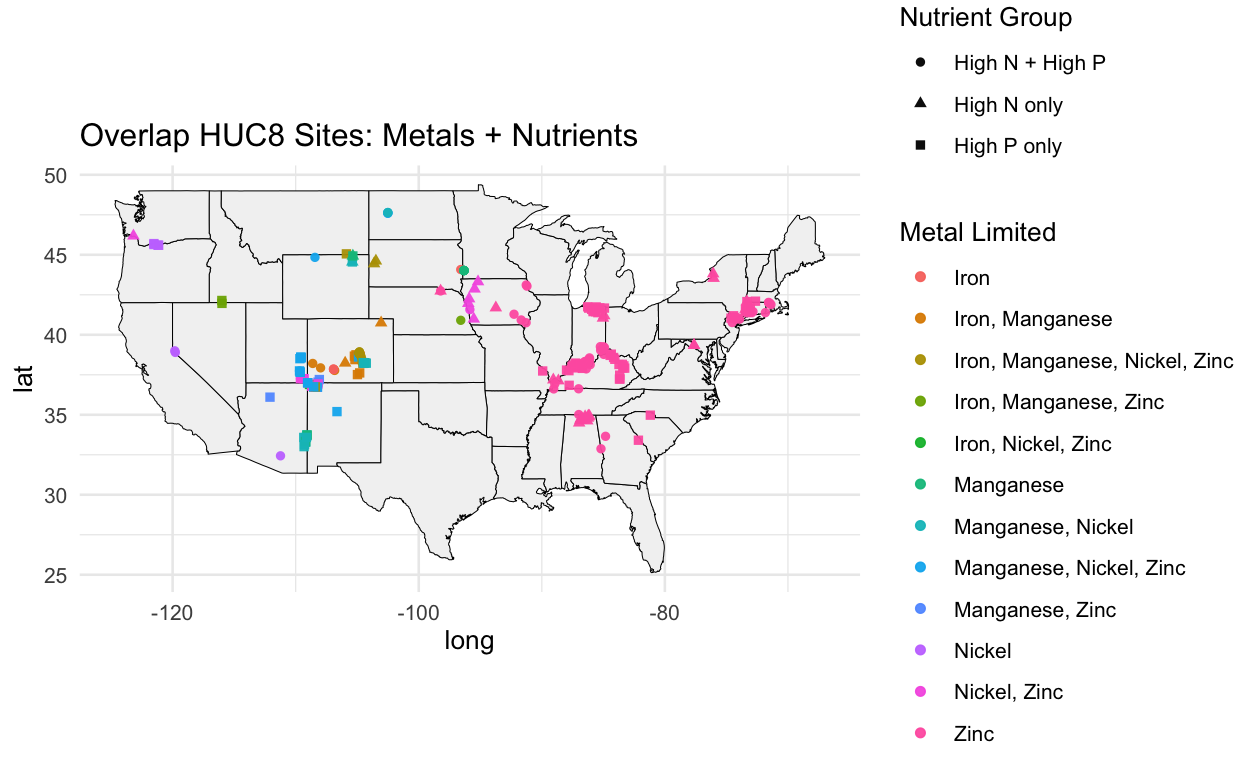 Overlap HUC8 Sites: Metals + Nutrients
50
45
40
35
30
25
lat
-120
-100
-80
long
Nutrient Group
High N + High P
High N only
High P only
Metal Limited
Iron
Iron, Manganese
Iron, Manganese, Nickel, Zinc
Iron, Manganese, Zinc
Iron, Nickel, Zinc
Manganese
Manganese, Nickel
Manganese, Nickel, Zinc
Manganese, Zinc
Nickel
Nickel, Zinc
Zinc